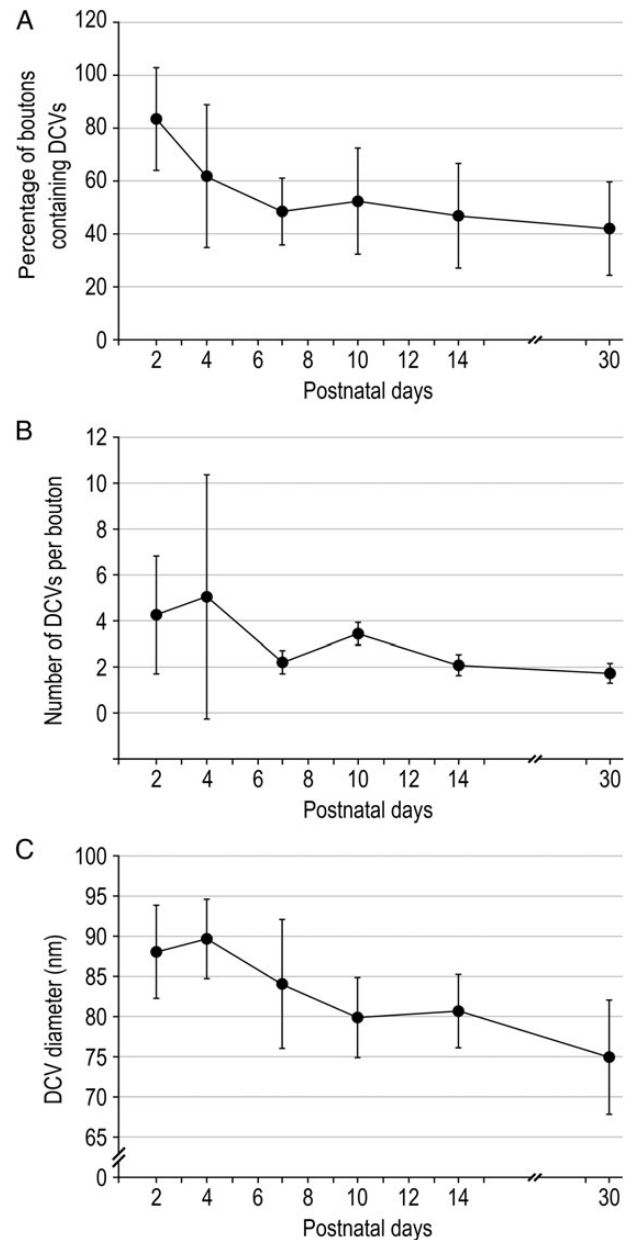 A
Percentage of boutons
containing DCVs
120
100
80
60
40
20
0
2 4 6 8 10 12 14 30
Postnatal days
B
Number of DCVs per bouton
12
10
8
6
4
2
0
2 4 6 8 10 12 14 30
Postnatal days
C
DCV diameter (nm)
100
95
90
85
80
75
70
65
0
2 4 6 8 10 12 14 30
Postnatal days